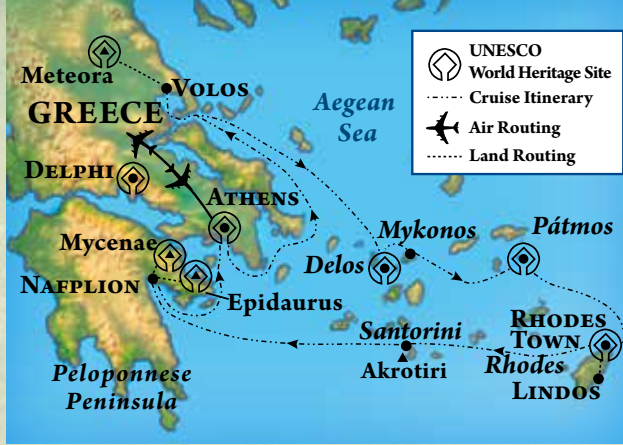 UNESCO
World Heritage Site
Cruise Itinerary
Air Routing
Land Routing
Meteora
VOLOS
GREECE
Aegean
Sea
DELPHI
ATHENS
Mycenae
Mykonos
Pátmos
Delos
NAFPLION
Epidaurus
Santorini
Akrotiri
RHODES
TOWN
Rhodes
LINDOS
Peloponnese
Peninsula